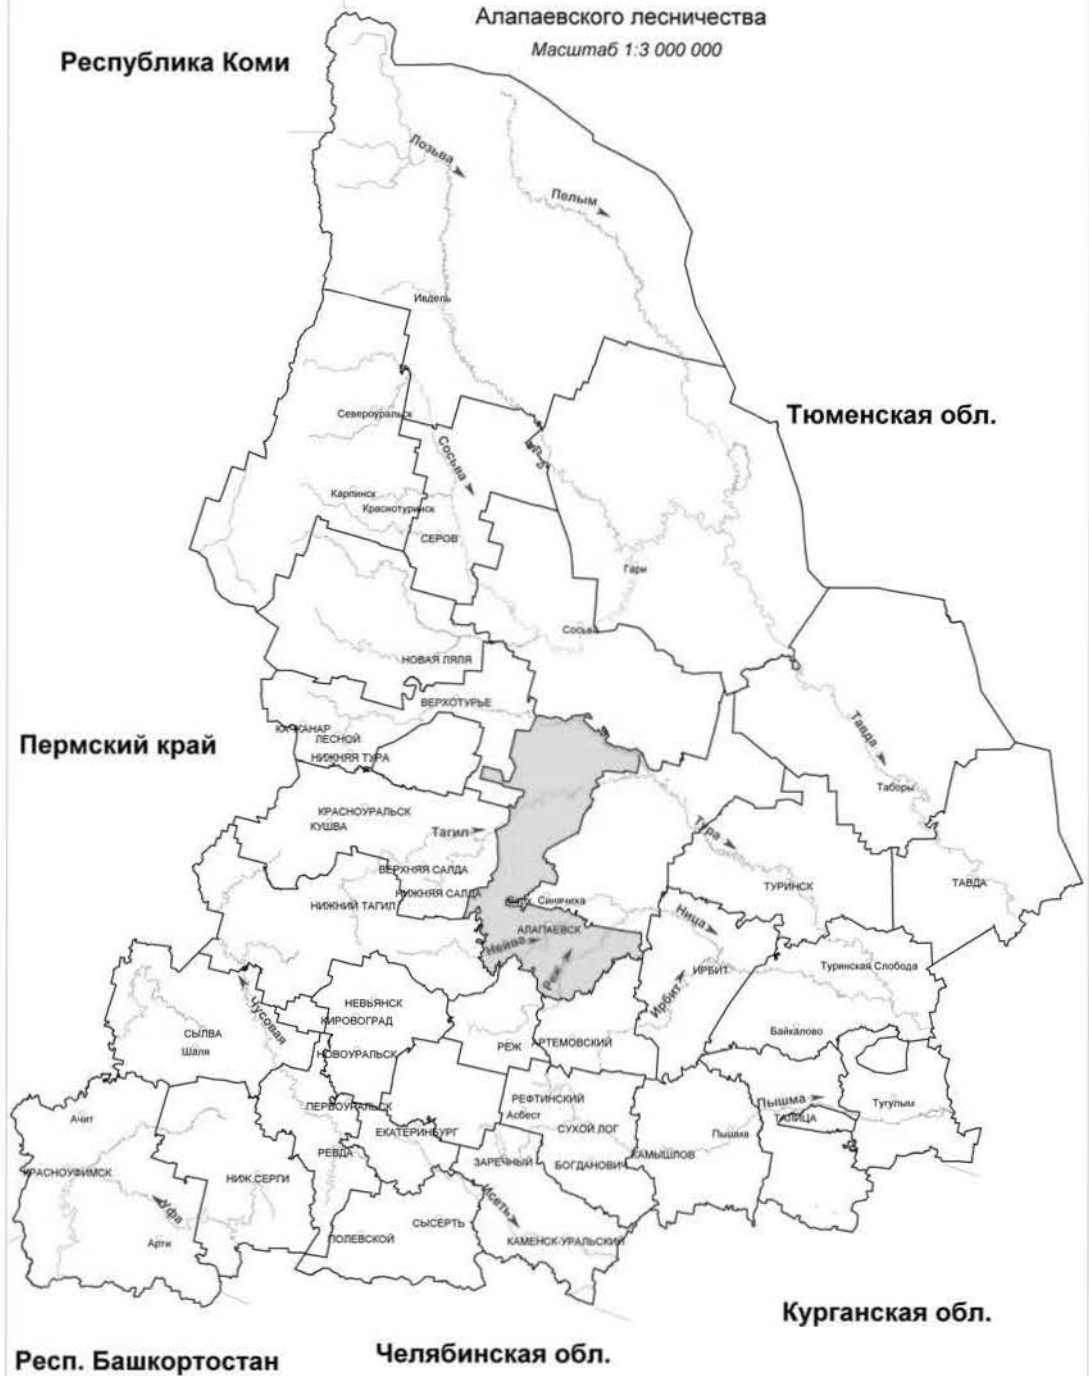 Алапаевского лесничества
Масштаб 1:3 000 000
Республика Коми
Лозьва
Пелым
Ивдель
Тюменская обл.
Североуральск
Сосьва
Карпинск
Краснотуринск
СЕРОВ
Гари
Сосьва
НОВАЯ ЛЯЛЯ
ВЕРХОТУРЬЕ
Пермский край
КАЧКАНАР
ЛЕСНОЙ
НИЖНЯЯ ТУРА
Тавда
Таборы
КРАСНОУРАЛЬСК
КУШВА
Тагил
Тура
ВЕРХНЯЯ САЛДА
НИЖНЯЯ САЛДА
ТУРИНСК
ТАВДА
НИЖНИЙ ТАГИЛ
Синячиха
Ница
АЛАПАЕВСК
Нейва
Реж
ИРБИТ
Ирбит
Туринская Слобода
НЕВЬЯНСК
КИРОВОГРАД
Чусовая
СЫЛВА
Шаля
НОВОУРАЛЬСК
РЕЖ
АРТЕМОВСКИЙ
Байкалово
Ачит
ПЕРВОУРАЛЬСК
РЕФТИНСКИЙ
Асбест
Пышма
Тугулым
ТАЛИЦА
ЕКАТЕРИНБУРГ
СУХОЙ ЛОГ
Пышма
РЕВДА
ЗАРЕЧНЫЙ
БОГДАНОВИЧ
КАМЫШЛОВ
КРАСНОУФИМСК
НИЖ.СЕРГИ
Уфа
Исеть
СЫСЕРТЬ
Арти
ПОЛЕВСКОЙ
КАМЕНСК-УРАЛЬСКИЙ
Курганская обл.
Челябинская обл.
Респ. Башкортостан